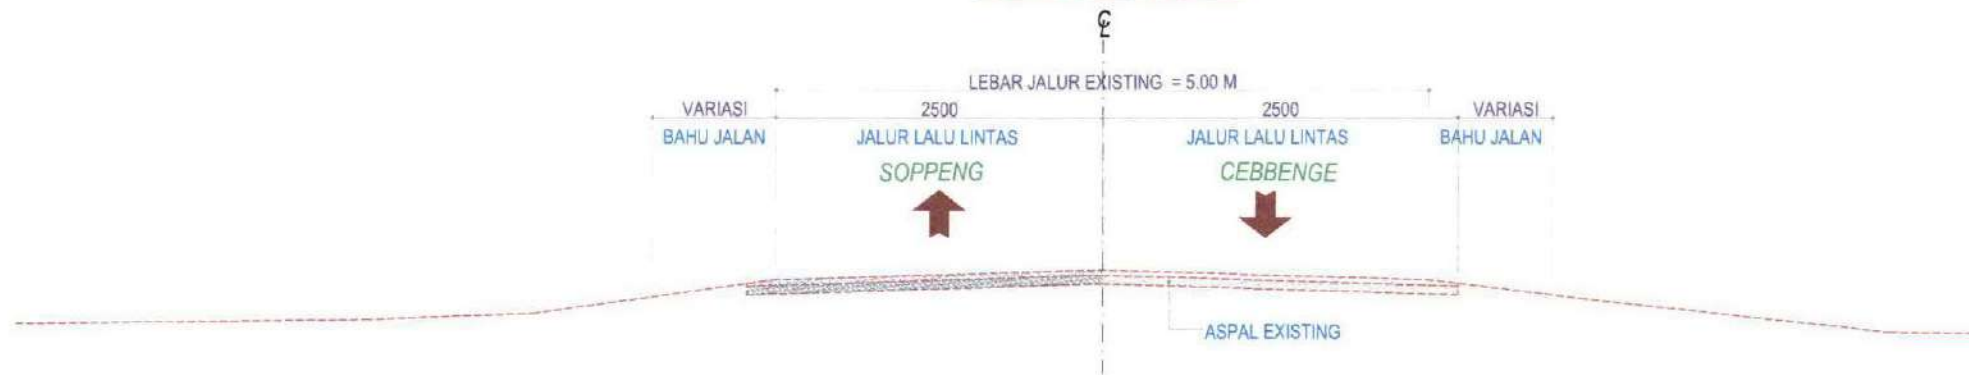 ℄
LEBAR JALUR EXISTING = 5.00 M
VARIASI 2500 2500 VARIASI
BAHU JALAN JALUR LALU LINTAS JALUR LALU LINTAS BAHU JALAN
SOPPENG CEBBENGE
ASPAL EXISTING